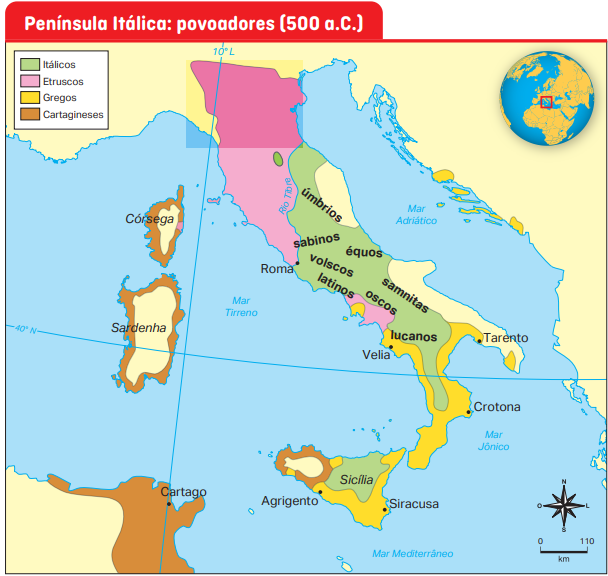 Península Itálica: povoadores (500 a.C.)
10° L
Itálicos
Etruscos
Gregos
Cartagineses
Mar
Adriático
Rio Tibre
úmbrios
Córsega
sabinos
équos
Roma
volscos
latinos
oscos
samnitas
Mar
Tirreno
Sardenha
40° N
lucanos
Tarento
Velia
Crotona
Mar
Jônico
Sicília
Cartago
Agrigento
Siracusa
Mar Mediterrâneo
N
O
L
S
0 110
km